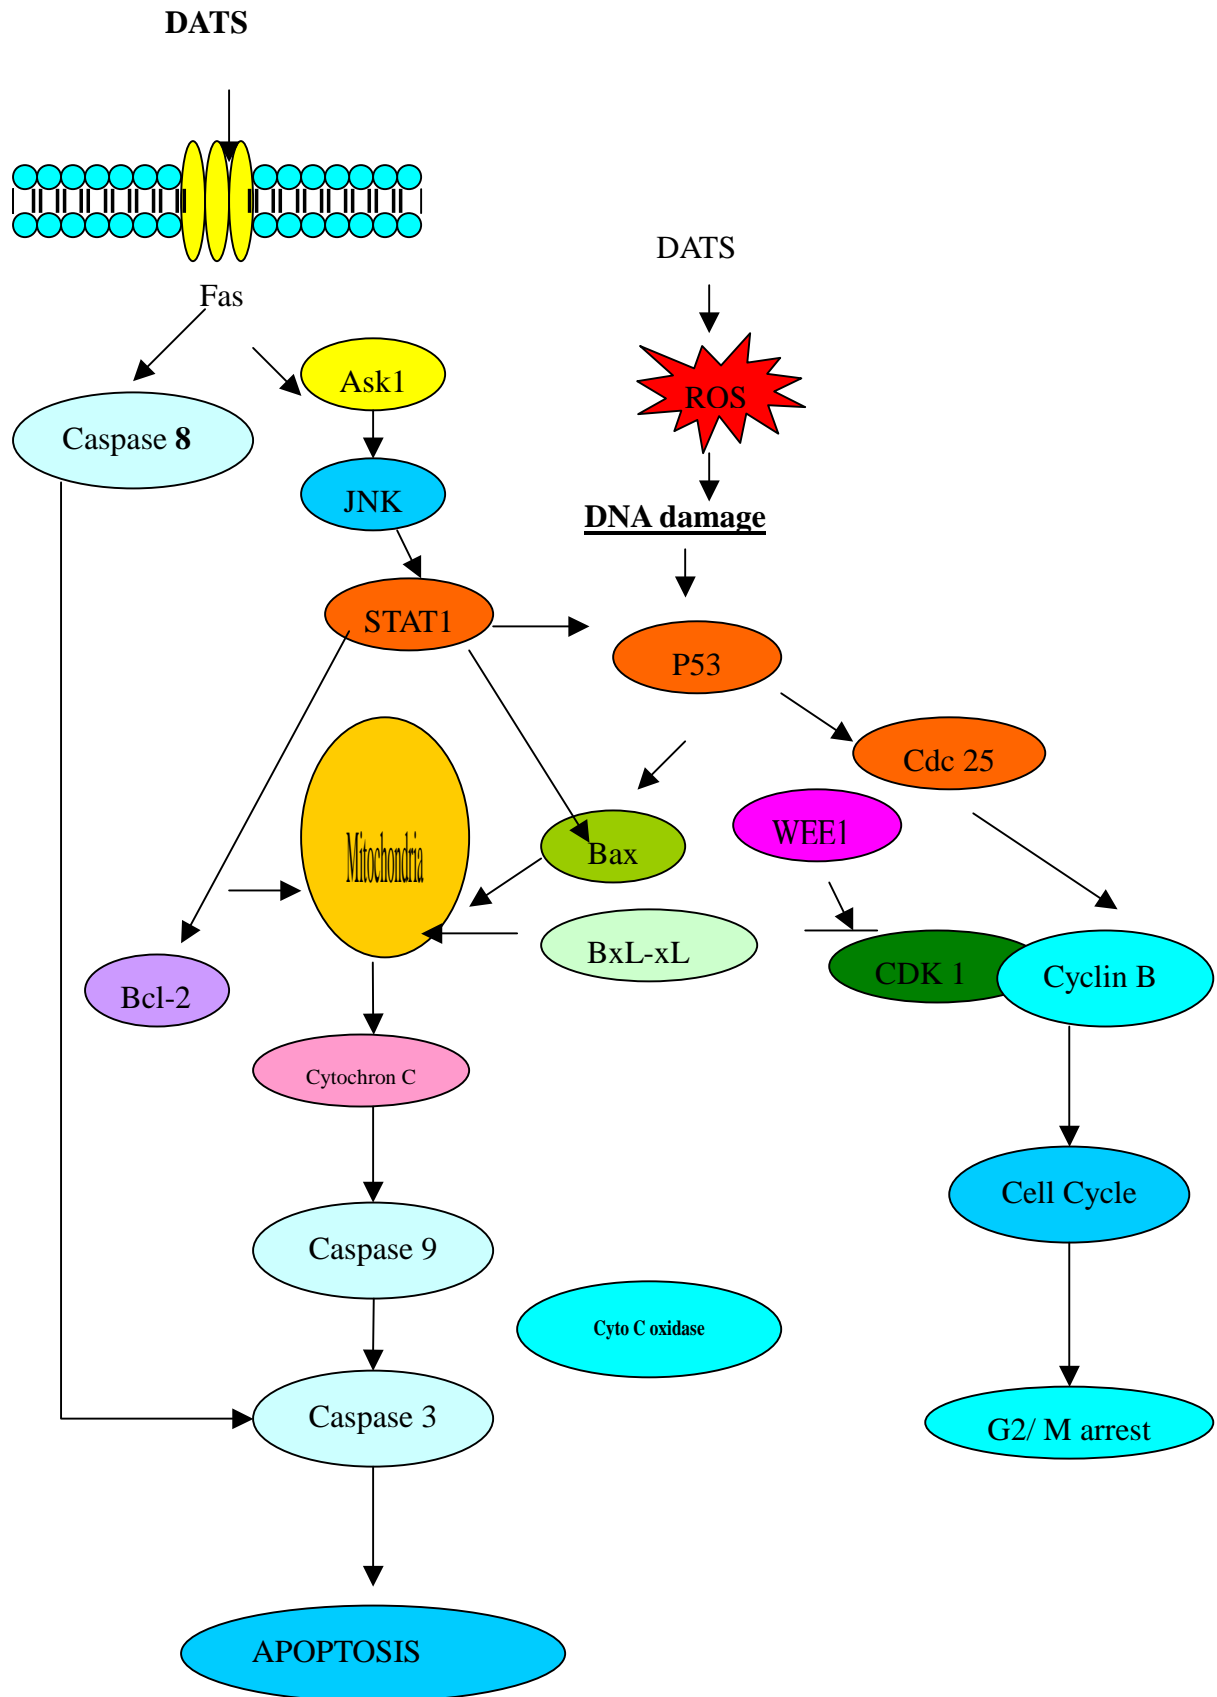 DATS
DATS
Fas
Ask1
ROS
Caspase 8
JNK
DNA damage
STAT1
P53
Cdc 25
WEE1
Mitochondria
Bax
BxL-xL
CDK 1
Cyclin B
Bcl-2
Cytochron C
Cell Cycle
Caspase 9
Cyto C oxidase
Caspase 3
G2/ M arrest
APOPTOSIS